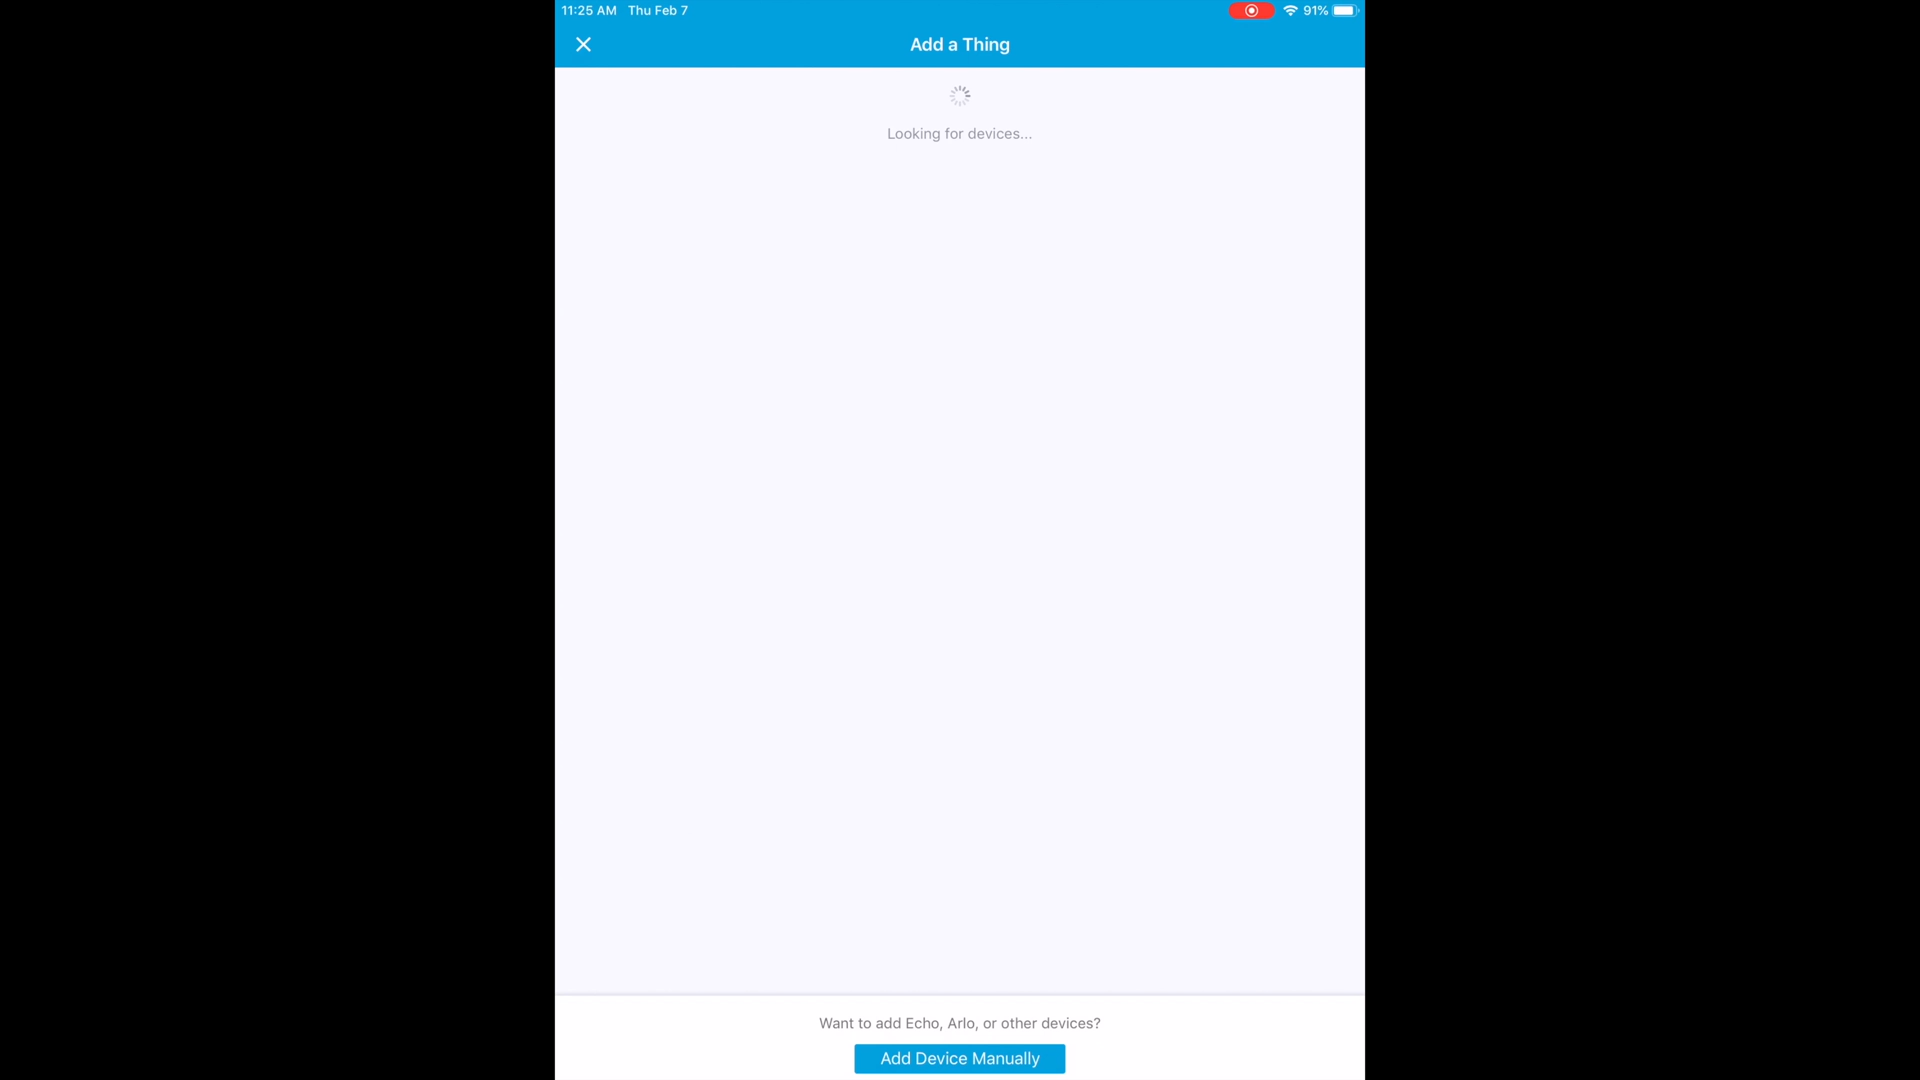 11:25 AM Thu Feb 7
91%
Add a Thing
Looking for devices...
Want to add Echo, Arlo, or other devices?
Add Device Manually